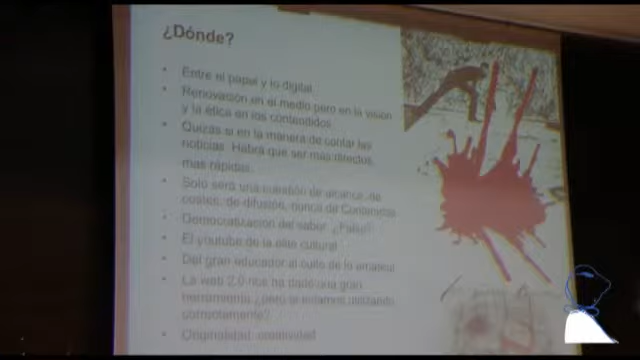 ¿Dónde?
• Entre el papel y lo digital.
• Renovasión en el medio pero en la visión
y la ética en los contenidos.
• Quizás si en la manera de contar las
noticias. Habrá que ser más directos,
más rápidas.
• Solo será una cuestión de alcance, de
costos, de difusión, nunca de Contenidos
• Democratización del saber. ¿Falso?
• El youtube de la elite cultural
• Del gran educador al culto de lo amateur
• La web 2.0 nos ha dado una gran
herramienta ¿pero la estamos utilizando
correctamente?
• Originalidad, creatividad